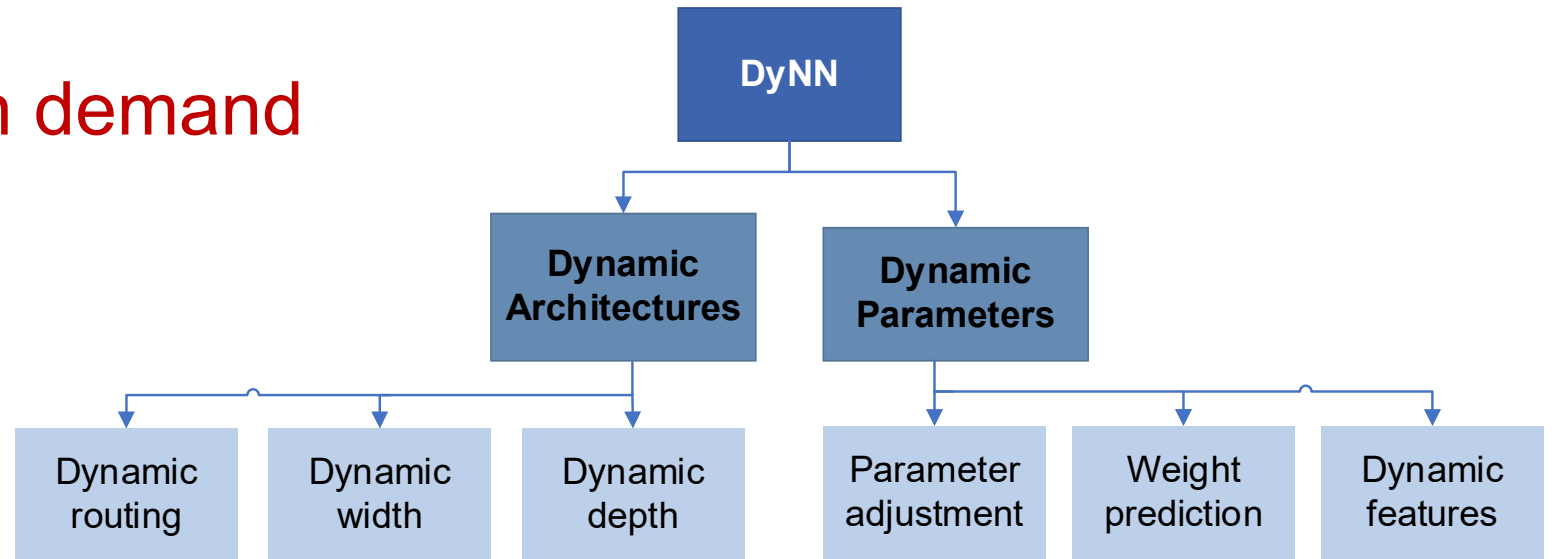 DyNN
demand
Dynamic
Architectures
Dynamic
Parameters
Dynamic
routing
Dynamic
width
Dynamic
depth
Parameter
adjustment
Weight
prediction
Dynamic
features